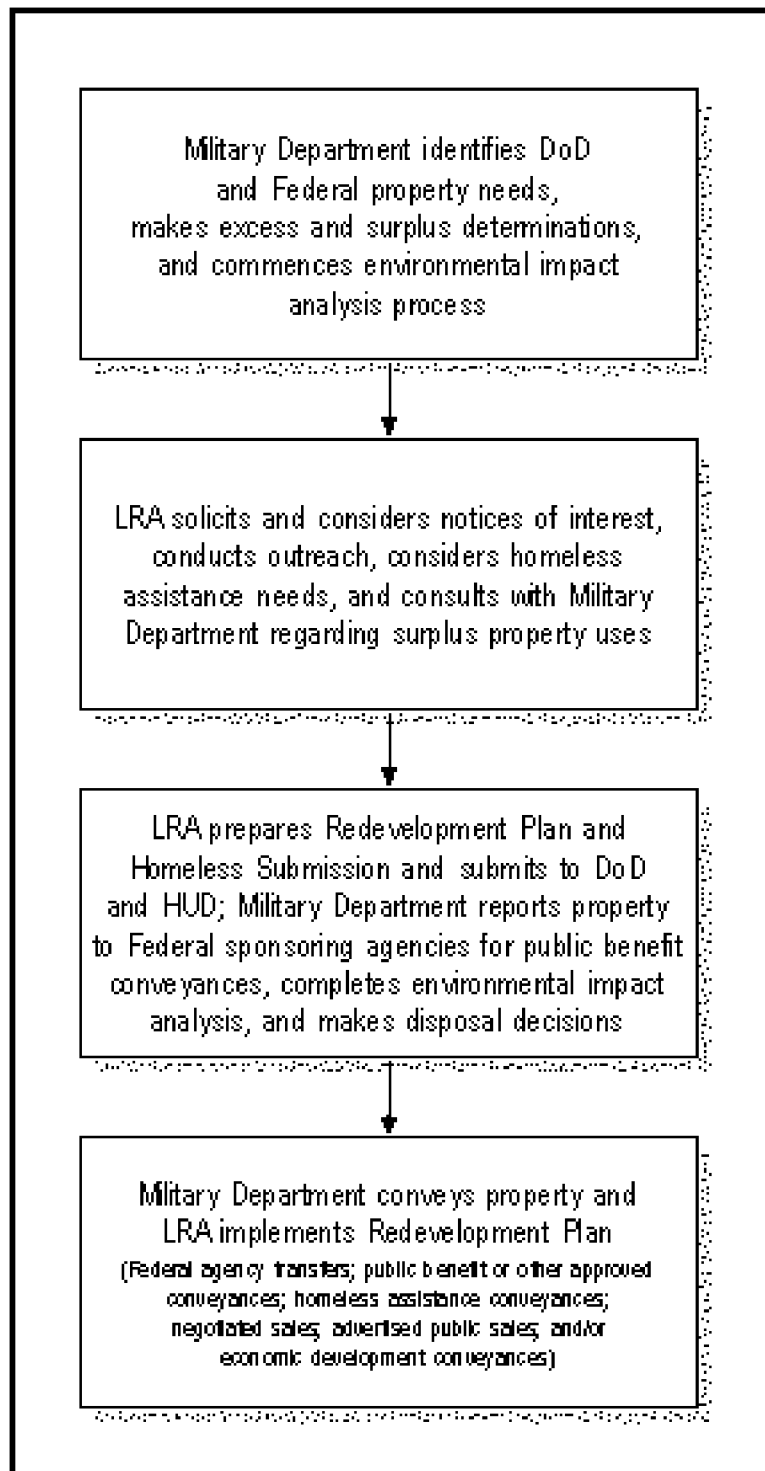 Military Department identifies DoD
and Federal property needs,
makes excess and surplus determinations,
and commences environmental impact
analysis process
LRA solicits and considers notices of interest,
conducts outreach, considers homeless
assistance needs, and consults with Military
Department regarding surplus property uses
LRA prepares Redevelopment Plan and
Homeless Submission and submits to DoD
and HUD; Military Department reports property
to Federal sponsoring agencies for public benefit
conveyances, completes environmental impact
analysis, and makes disposal decisions
Military Department conveys property and
LRA implements Redevelopment Plan
(Federal agency transfers; public benefit or other approved
conveyances; homeless assistance conveyances;
negotiated sales; advertised public sales; and/or
economic development conveyances)